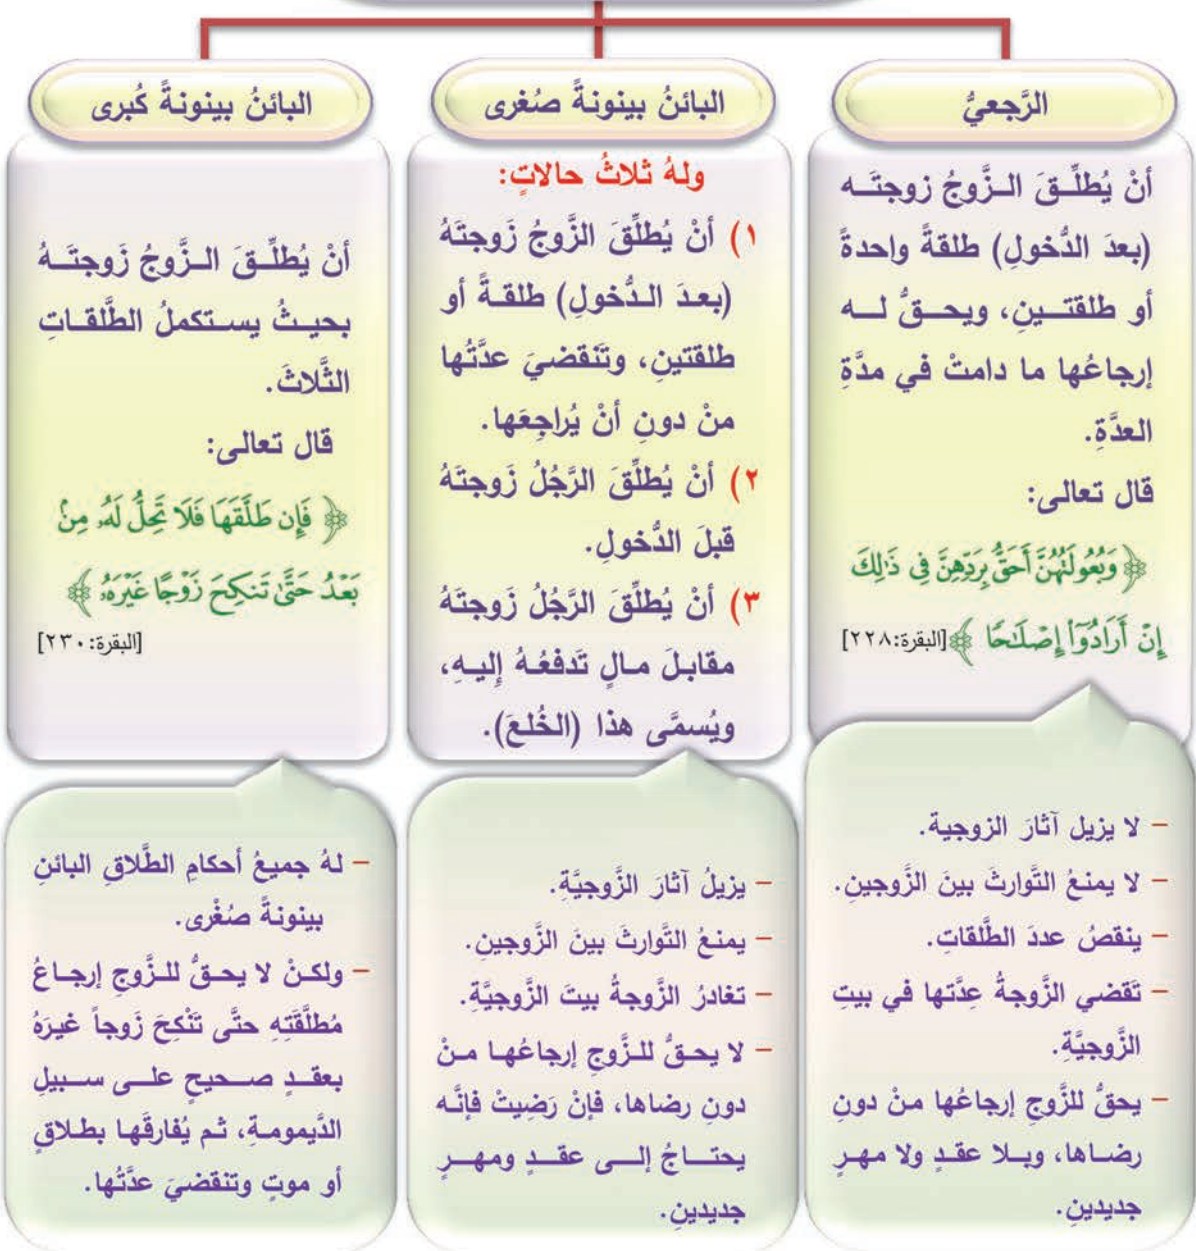 الرَّجعيُّ
أنْ يُطلِّقَ الزَّوجُ زوجتَه
(بعدَ الدُّخولِ) طلقةً واحدةً
أو طلقتينِ، ويحقُّ له
إرجاعُها ما دامتْ في مدَّةِ
العدَّةِ.
قال تعالى:
﴿ وَبُعُولَتُهُنَّ أَحَقُّ بِرَدِّهِنَّ فِي ذَٰلِكَ
إِنْ أَرَادُوٓا۟ إِصْلَـٰحًا ﴾ [البقرة:٢٢٨]
– لا يزيل آثارَ الزوجية.
– لا يمنعُ التَّوارثَ بينَ الزَّوجينِ.
– ينقصُ عددَ الطَّلقاتِ.
– تَقضي الزَّوجةُ عدَّتها في بيتِ
الزَّوجيَّةِ.
– يحقُّ للزَّوجِ إرجاعُها منْ دونِ
رضاها، وبلا عقدٍ ولا مهرٍ
جديدينِ.
البائنُ بينونةً صُغرى
ولهُ ثلاثُ حالاتٍ:
١) أنْ يُطلِّقَ الزَّوجُ زَوجتَهُ
(بعدَ الدُّخولِ) طلقةً أو
طلقتينِ، وتَنقضيَ عدَّتُها
منْ دونِ أنْ يُراجِعَها.
٢) أنْ يُطلِّقَ الرَّجُلُ زَوجتَهُ
قبلَ الدُّخولِ.
٣) أنْ يُطلِّقَ الرَّجُلُ زَوجتَهُ
مقابلَ مالٍ تَدفعُهُ إليهِ،
ويُسمَّى هذا (الخُلعَ).
– يزيلُ آثارَ الزَّوجيَّةِ.
– يمنعُ التَّوارثَ بينَ الزَّوجينِ.
– تغادرُ الزَّوجةُ بيتَ الزَّوجيَّةِ.
– لا يحقُّ للزَّوجِ إرجاعُها منْ
دونِ رضاها، فإنْ رَضِيتْ فإنَّه
يحتاجُ إلى عقدٍ ومهرٍ
جديدينِ.
البائنُ بينونةً كُبرى
أنْ يُطلِّقَ الزَّوجُ زَوجتَهُ
بحيثُ يستكملُ الطَّلقاتِ
الثَّلاثَ.
قال تعالى:
﴿ فَإِن طَلَّقَهَا فَلَا تَحِلُّ لَهُۥ مِنۢ
بَعْدُ حَتَّىٰ تَنكِحَ زَوْجًا غَيْرَهُۥ ﴾
[البقرة:٢٣٠]
– لهُ جميعُ أحكامِ الطَّلاقِ البائنِ
بينونةً صُغْرى.
– ولكنْ لا يحقُّ للزَّوجِ إرجاعُ
مُطلَّقَتِهِ حتَّى تَنْكِحَ زَوجاً غيرَهُ
بعقدٍ صحيحٍ على سبيلِ
الدَّيمومةِ، ثم يُفارقَها بطلاقٍ
أو موتٍ وتنقضيَ عدَّتُها.